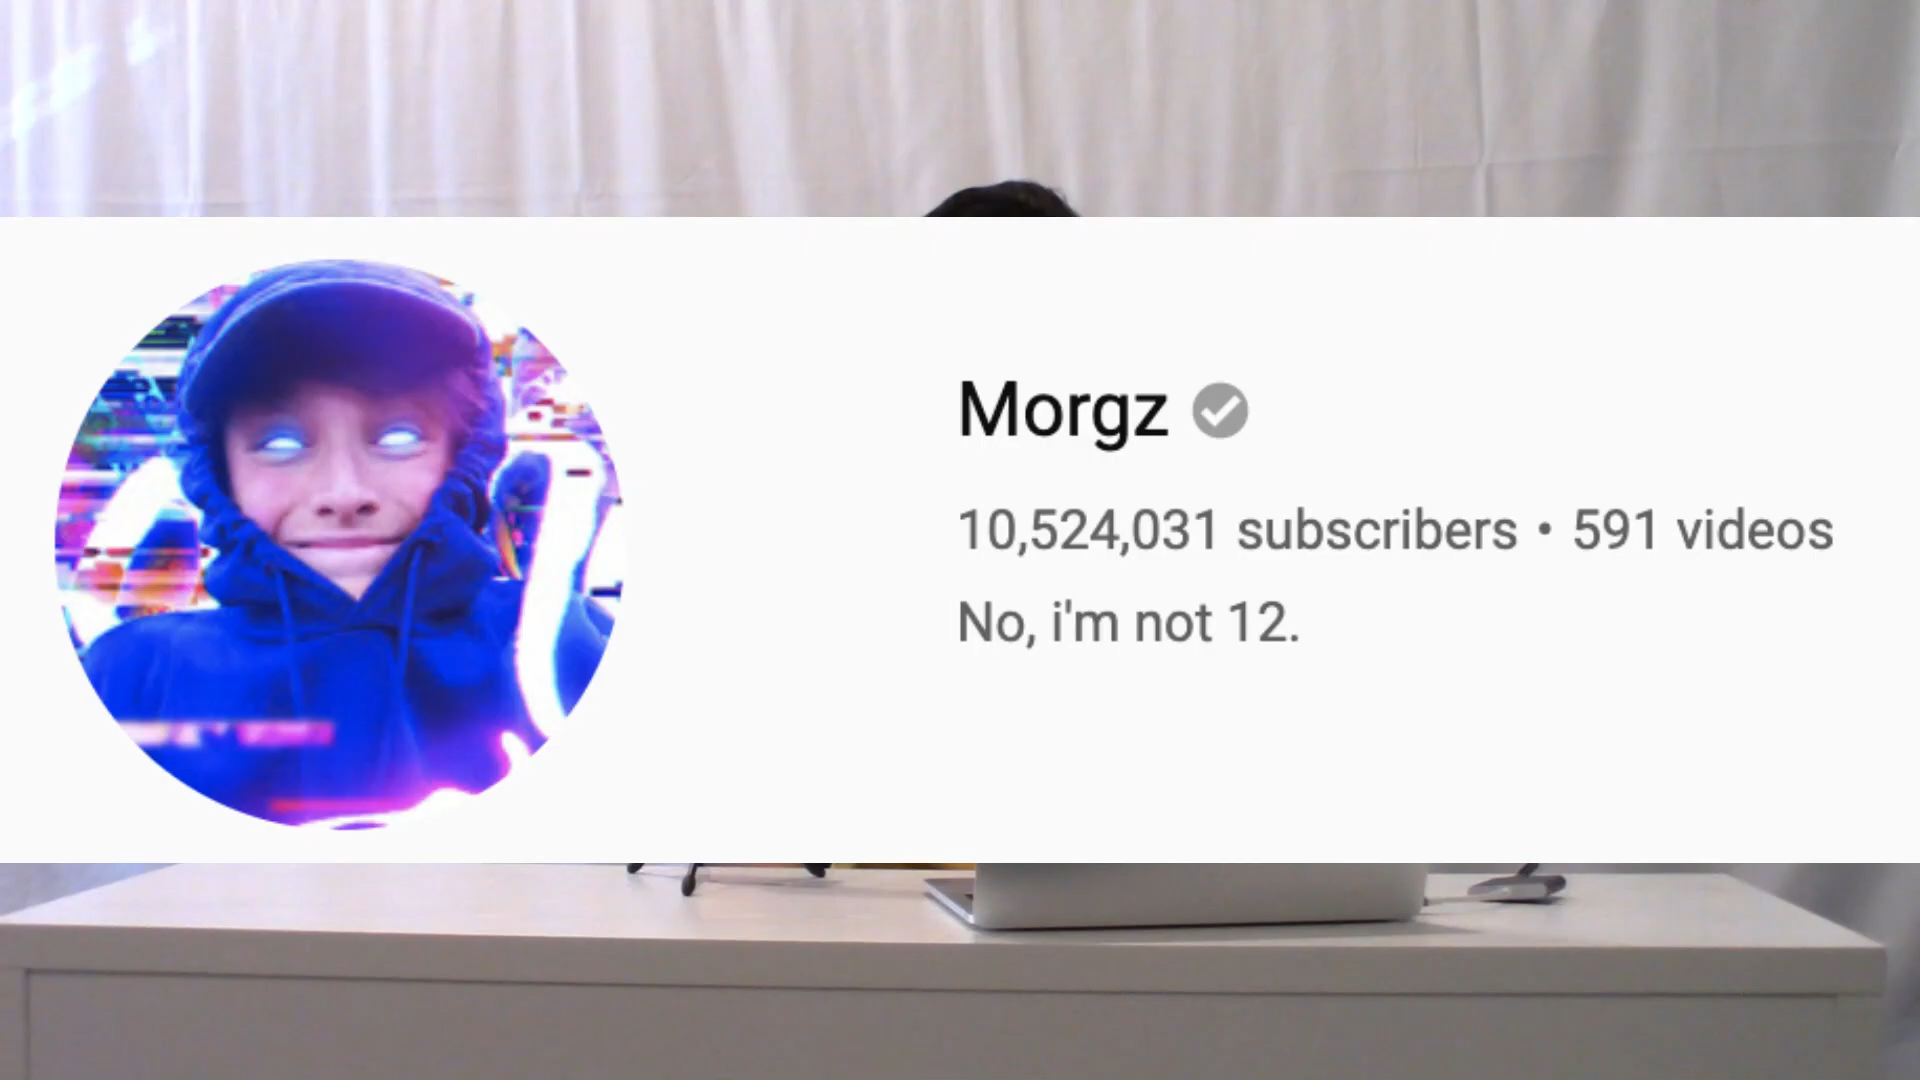 Morgz
10,524,031 subscribers • 591 videos
No, i'm not 12.